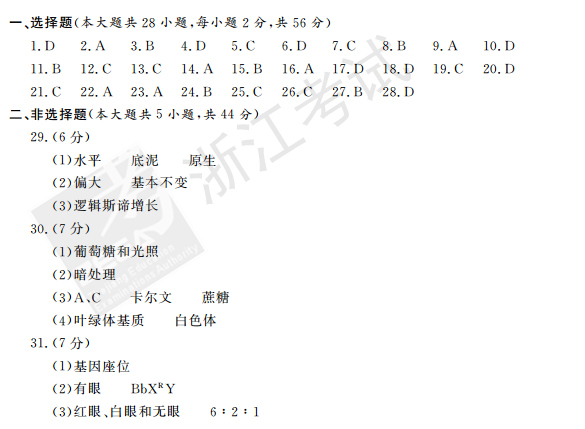 一、选择题(本大题共 28 小题,每小题 2 分,共 56 分)
1. D 2. A 3. B 4. D 5. C 6. D 7. C 8. B 9. A 10. D
11. B 12. C 13. C 14. A 15. B 16. A 17. D 18. D 19. C 20. D
21. C 22. A 23. A 24. B 25. C 26. C 27. B 28. D
二、非选择题(本大题共 5 小题,共 44 分)
29. (6 分)
(1)水平 底泥 原生
(2)偏大 基本不变
(3)逻辑斯谛增长
30. (7 分)
(1)葡萄糖和光照
(2)暗处理
(3)A、C 卡尔文 蔗糖
(4)叶绿体基质 白色体
31. (7 分)
(1)基因座位
(2)有眼 BbXᴿY
(3)红眼、白眼和无眼 6∶2∶1
浙江考试